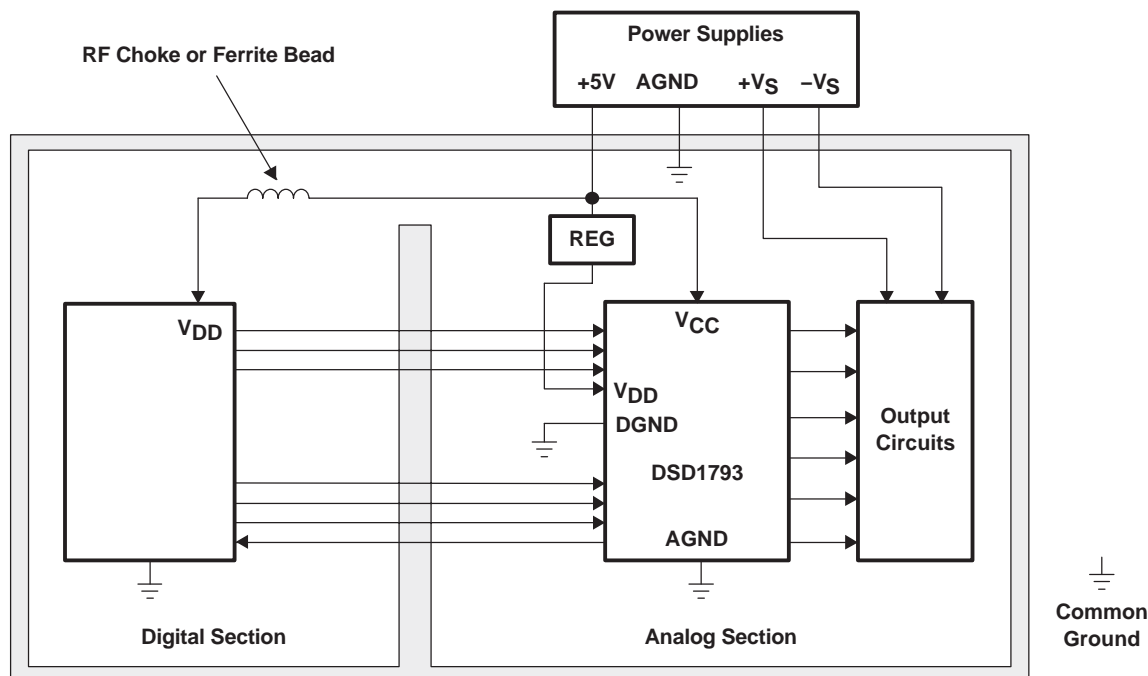 Power Supplies
RF Choke or Ferrite Bead
+5V AGND +VS –VS
REG
VDD
VCC
VDD
DGND
Output
Circuits
DSD1793
AGND
Common
Ground
Digital Section
Analog Section